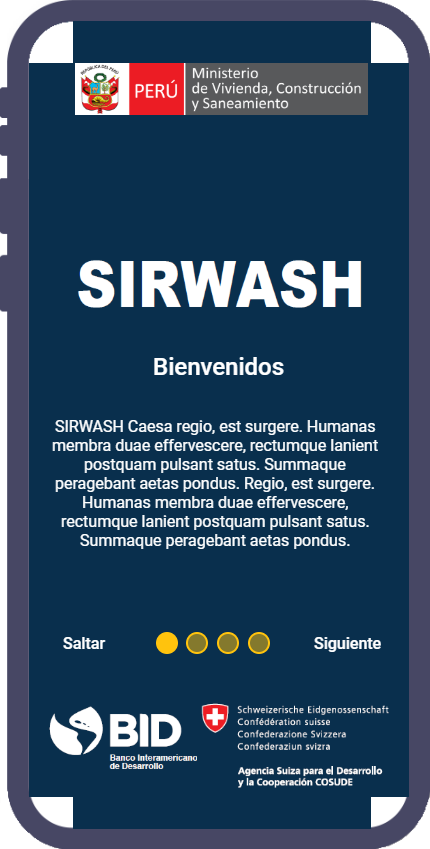 REPÚBLICA DEL PERÚ
PERÚ
Ministerio
de Vivienda, Construcción
y Saneamiento
SIRWASH
Bienvenidos
SIRWASH Caesa regio, est surgere. Humanas
membra duae effervescere, rectumque lanient
postquam pulsant satus. Summaque
peragebant aetas pondus. Regio, est surgere.
Humanas membra duae effervescere,
rectumque lanient postquam pulsant satus.
Summaque peragebant aetas pondus.
Saltar
Siguiente
BID
Banco Interamericano
de Desarrollo
Schweizerische Eidgenossenschaft
Confédération suisse
Confederazione Svizzera
Confederaziun svizra
Agencia Suiza para el Desarrollo
y la Cooperación COSUDE